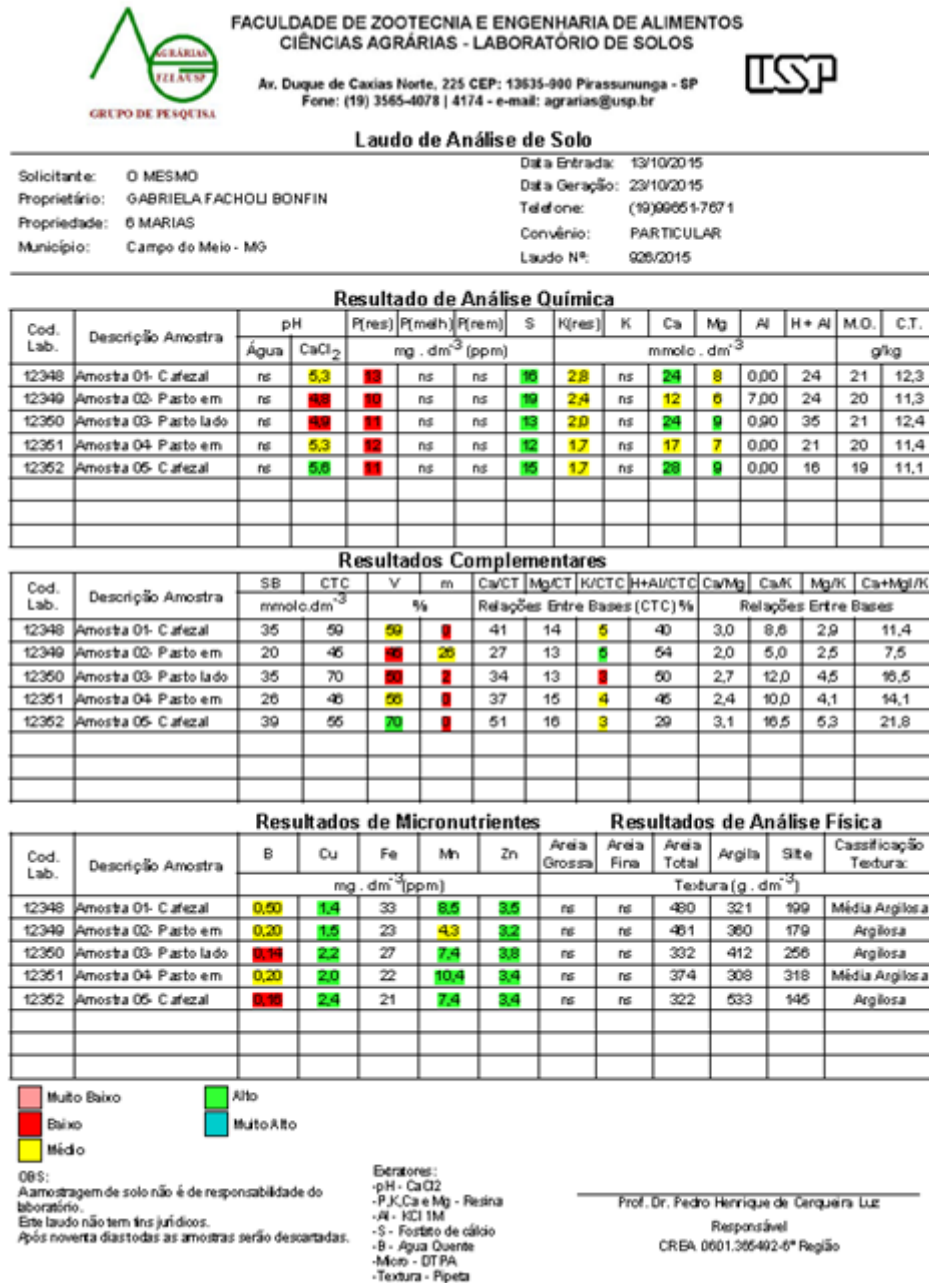 FACULDADE DE ZOOTECNIA E ENGENHARIA DE ALIMENTOS
CIÊNCIAS AGRÁRIAS - LABORATÓRIO DE SOLOS
AGRÁRIAS
FZEA/USP
GRUPO DE PESQUISA
USP
Av. Duque de Caxias Norte, 225 CEP: 13635-900 Pirassununga - SP
Fone: (19) 3565-4078 | 4174 - e-mail: agrarias@usp.br
Laudo de Análise de Solo
Solicitante: O MESMO
Proprietário: GABRIELA FACHOLI BONFIN
Propriedade: 6 MARIAS
Município: Campo do Meio - MG
Data Entrada: 13/10/2015
Data Geração: 23/10/2015
Telefone: (19)99651-7671
Convênio: PARTICULAR
Laudo Nº: 926/2015
Resultado de Análise Química
Cod. Lab. Descrição Amostra pH P(res) P(melh) P(rem) S K(res) K Ca Mg Al H + Al M.O. C.T.
Água CaCl2 mg . dm-3 (ppm) mmolc . dm-3 g/kg
12348 Amostra 01- Cafezal ns 5,3 13 ns ns 16 2,8 ns 24 8 0,00 24 21 12,3
12349 Amostra 02- Pasto em ns 4,8 10 ns ns 19 2,4 ns 12 6 7,00 24 20 11,3
12350 Amostra 03- Pasto lado ns 4,9 11 ns ns 13 2,0 ns 24 9 0,90 35 21 12,4
12351 Amostra 04- Pasto em ns 5,3 12 ns ns 12 1,7 ns 17 7 0,00 21 20 11,4
12352 Amostra 05- Cafezal ns 5,6 11 ns ns 15 1,7 ns 28 9 0,00 16 19 11,1
Resultados Complementares
Cod. Lab. Descrição Amostra SB CTC V m Ca/CT Mg/CT K/CTC H+Al/CTC Ca/Mg Ca/K Mg/K Ca+Mg/K
mmolc.dm-3 % Relações Entre Bases (CTC) % Relações Entre Bases
12348 Amostra 01- Cafezal 35 59 59 0 41 14 5 40 3,0 8,6 2,9 11,4
12349 Amostra 02- Pasto em 20 45 46 26 27 13 5 54 2,0 5,0 2,5 7,5
12350 Amostra 03- Pasto lado 35 70 50 2 34 13 3 50 2,7 12,0 4,5 16,5
12351 Amostra 04- Pasto em 26 46 56 0 37 15 4 45 2,4 10,0 4,1 14,1
12352 Amostra 05- Cafezal 39 55 70 0 51 16 3 29 3,1 16,5 5,3 21,8
Resultados de Micronutrientes Resultados de Análise Física
Cod. Lab. Descrição Amostra B Cu Fe Mn Zn Areia Grossa Areia Fina Areia Total Argila Silte Classificação Textura:
mg . dm-3 (ppm) Textura (g . dm-3)
12348 Amostra 01- Cafezal 0,50 1,4 33 8,5 3,5 ns ns 480 321 199 Média Argilosa
12349 Amostra 02- Pasto em 0,20 1,5 23 4,3 3,2 ns ns 461 360 179 Argilosa
12350 Amostra 03- Pasto lado 0,14 2,2 27 7,4 3,8 ns ns 332 412 256 Argilosa
12351 Amostra 04- Pasto em 0,20 2,0 22 10,4 3,4 ns ns 374 308 318 Média Argilosa
12352 Amostra 05- Cafezal 0,16 2,4 21 7,4 3,4 ns ns 322 533 145 Argilosa
Muito Baixo
Alto
Baixo
Muito Alto
Médio
OBS:
A amostragem de solo não é de responsabilidade do
laboratório.
Este laudo não tem fins jurídicos.
Após noventa dias todas as amostras serão descartadas.
Extratores:
-pH - CaCl2
-P,K,Ca e Mg - Resina
-Al - KCl 1M
-S - Fosfato de cálcio
-B - Água Quente
-Micro - DTPA
-Textura - Pipeta
Prof. Dr. Pedro Henrique de Cerqueira Luz
Responsável
CREA 0601.365492-6ª Região